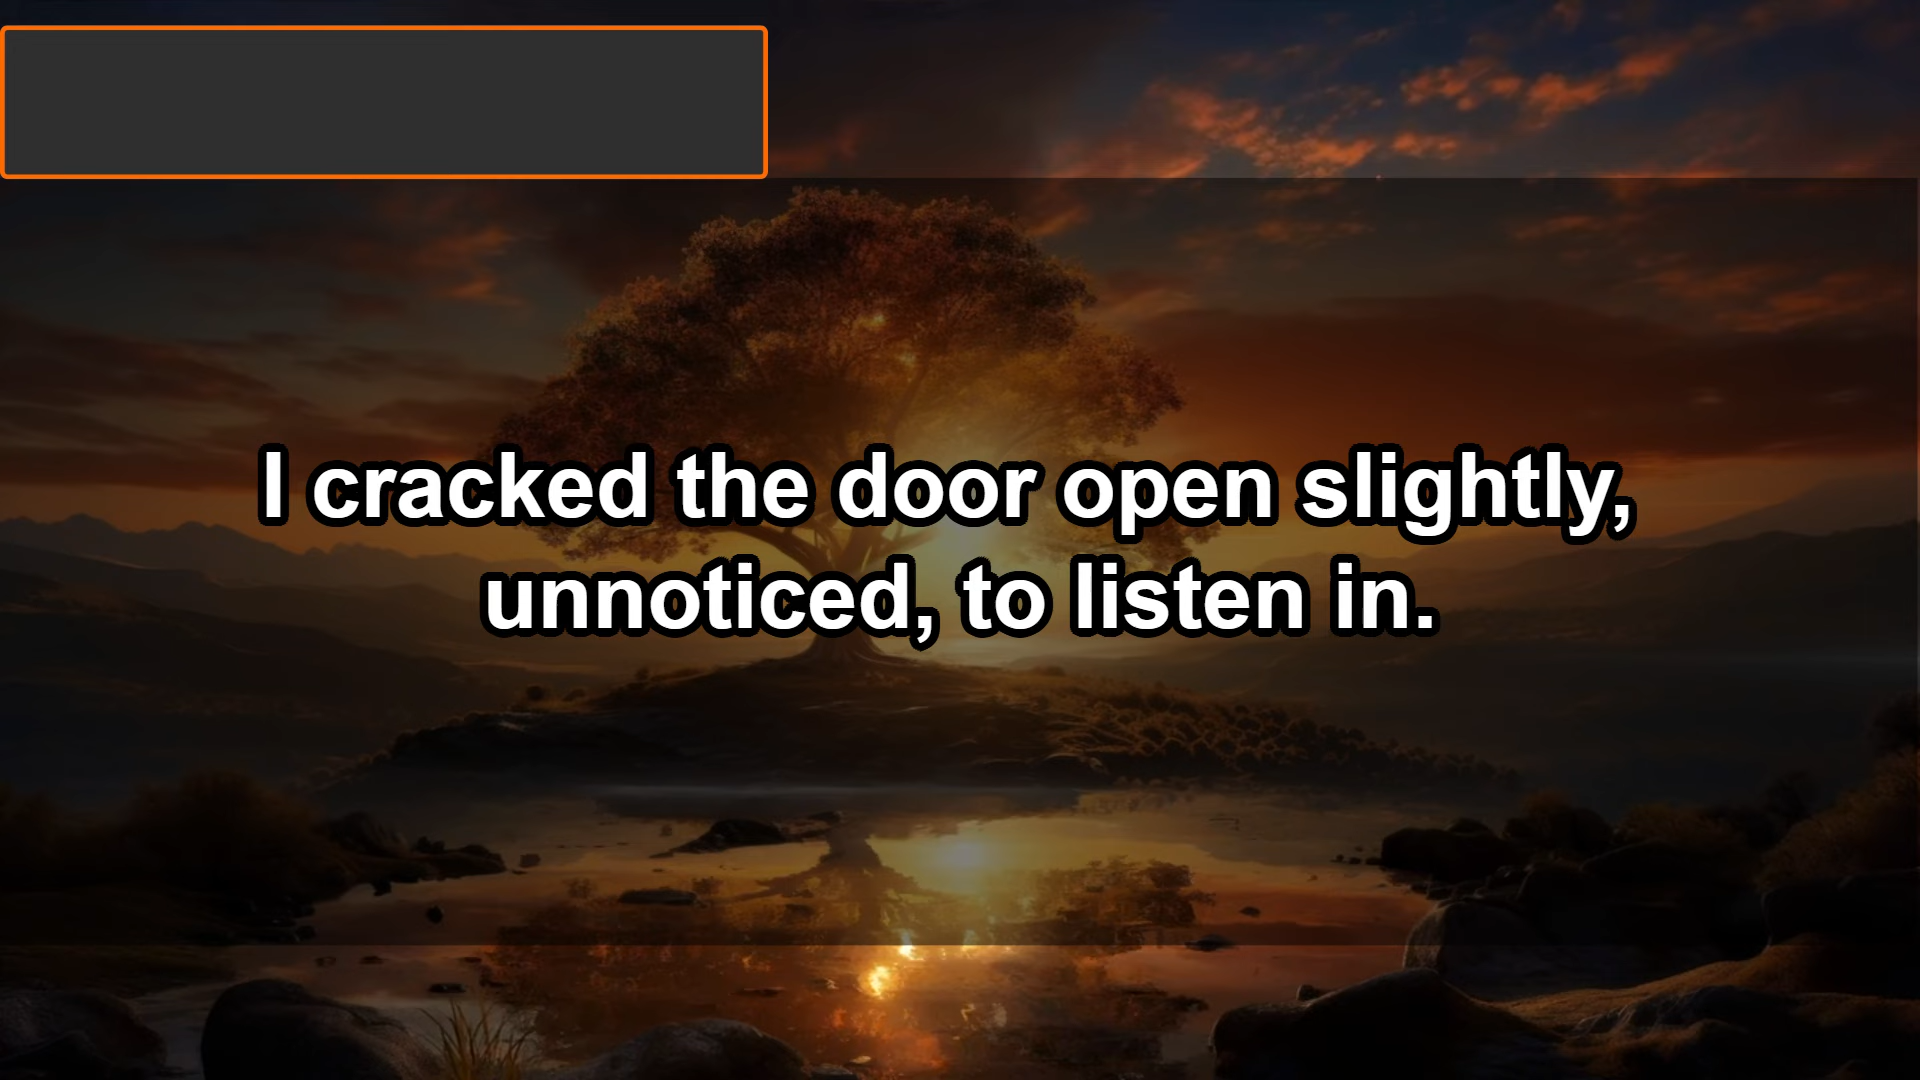 I cracked the door open slightly,
unnoticed, to listen in.